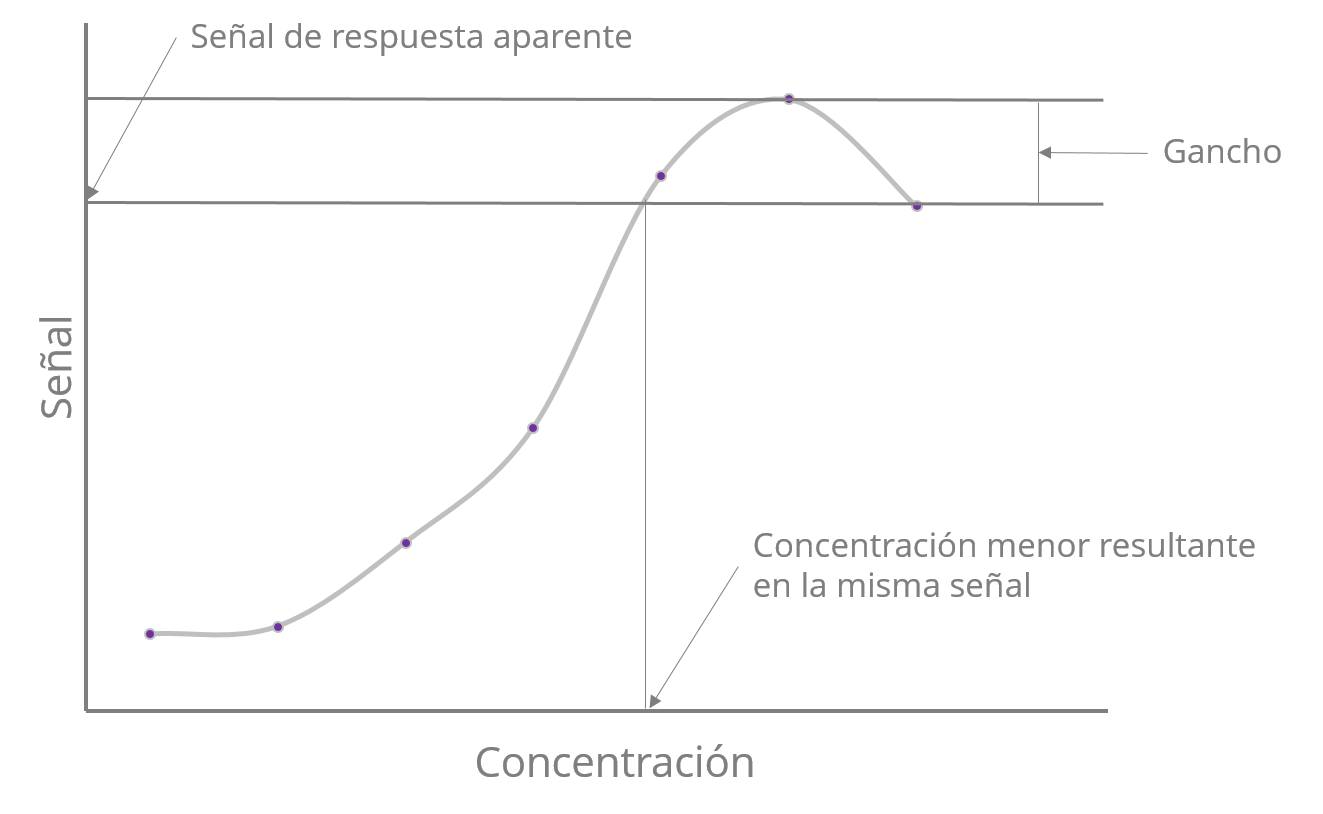 Señal de respuesta aparente
Gancho
Señal
Concentración menor resultante
en la misma señal
Concentración